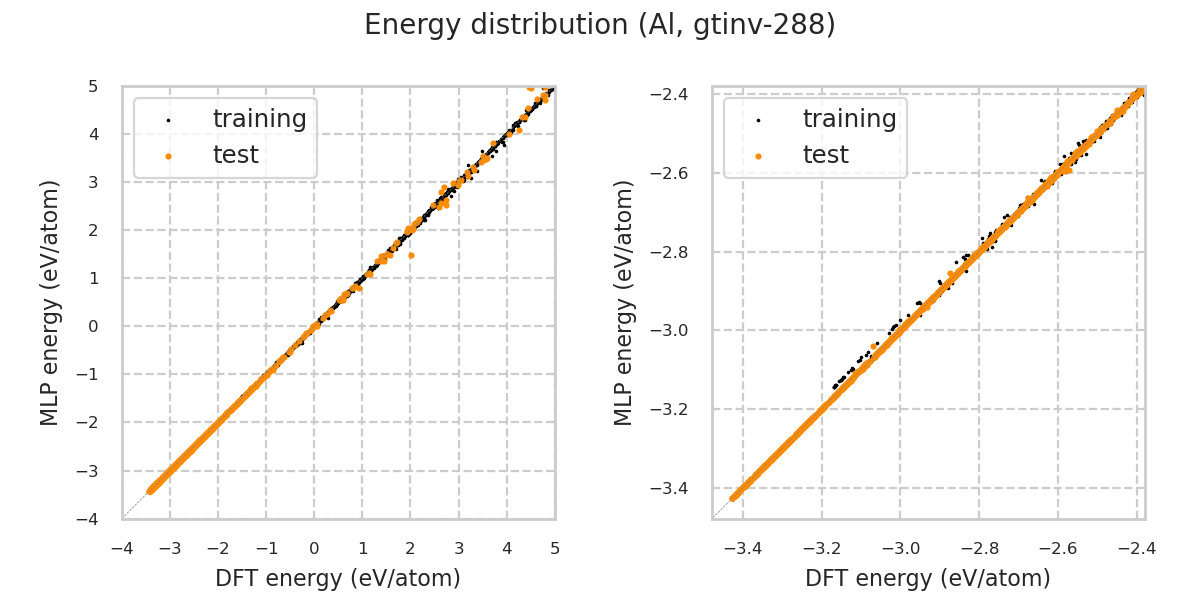 Energy distribution (Al, gtinv-288)
training
test
MLP energy (eV/atom)
5
4
3
2
1
0
−1
−2
−3
−4
−4 −3 −2 −1 0 1 2 3 4 5
DFT energy (eV/atom)
training
test
MLP energy (eV/atom)
−2.4
−2.6
−2.8
−3.0
−3.2
−3.4
−3.4 −3.2 −3.0 −2.8 −2.6 −2.4
DFT energy (eV/atom)